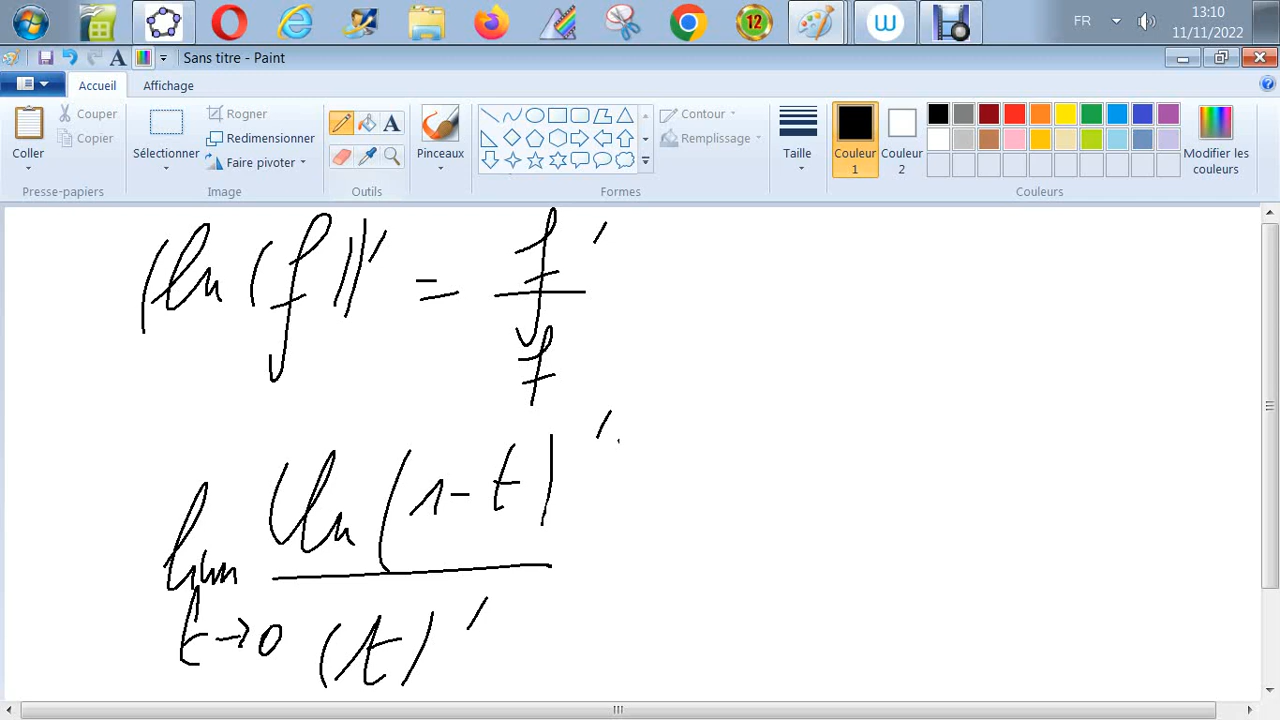 12
W
FR
13:10
11/11/2022
Sans titre - Paint
Accueil
Affichage
Coller
Couper
Copier
Presse-papiers
Sélectionner
Rogner
Redimensionner
Faire pivoter
Image
A
Outils
Pinceaux
Contour
Remplissage
Formes
Taille
Couleur 1
Couleur 2
Modifier les couleurs
Couleurs
(ln (f))' = f' / f
lim t→0 (ln (1-t)' / (t)'